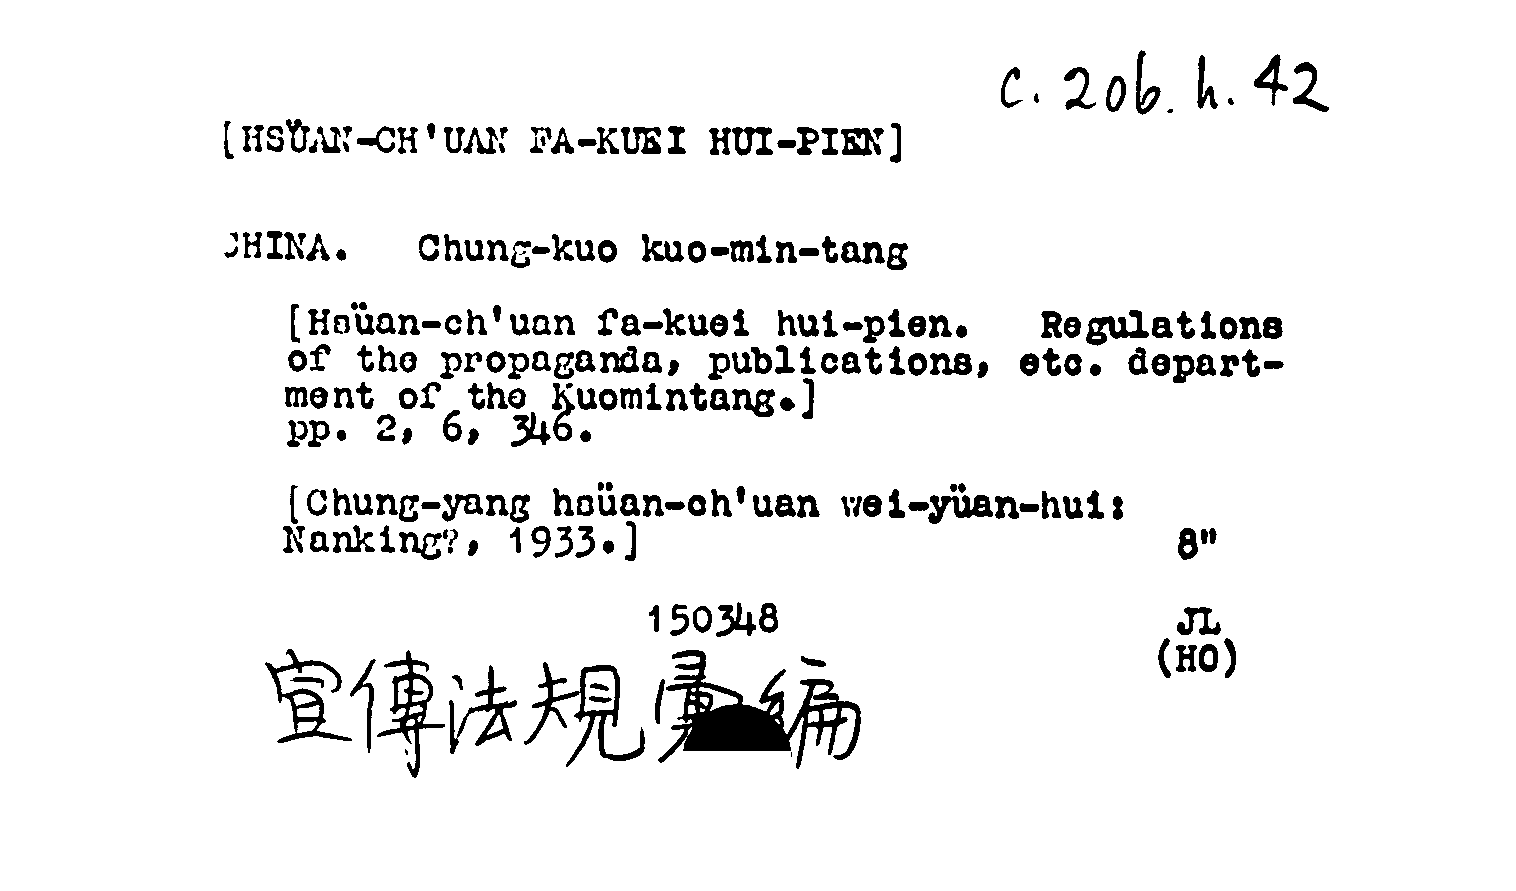 c. 206. h. 42
[HSÜAN-CH'UAN FA-KUEI HUI-PIEN]
CHINA. Chung-kuo kuo-min-tang
[Hsüan-ch'uan fa-kuei hui-pien. Regulations
of the propaganda, publications, etc. depart-
ment of the Kuomintang.]
pp. 2, 6, 346.
[Chung-yang hsüan-ch'uan wei-yüan-hui:
Nanking?, 1933.] 8"
150348 JL
(HO)
宣傳法規彙編